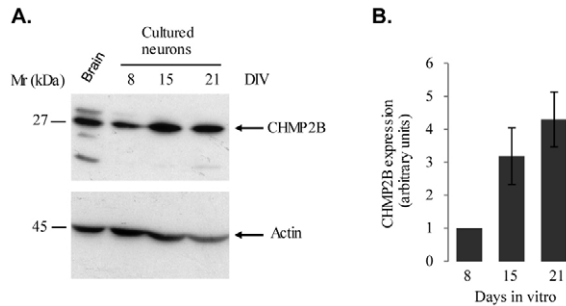 A.
Cultured
neurons
Mr (kDa) Brain 8 15 21 DIV
27 CHMP2B
45 Actin
B.
CHMP2B expression
(arbitrary units)
6
5
4
3
2
1
0
8 15 21
Days in vitro